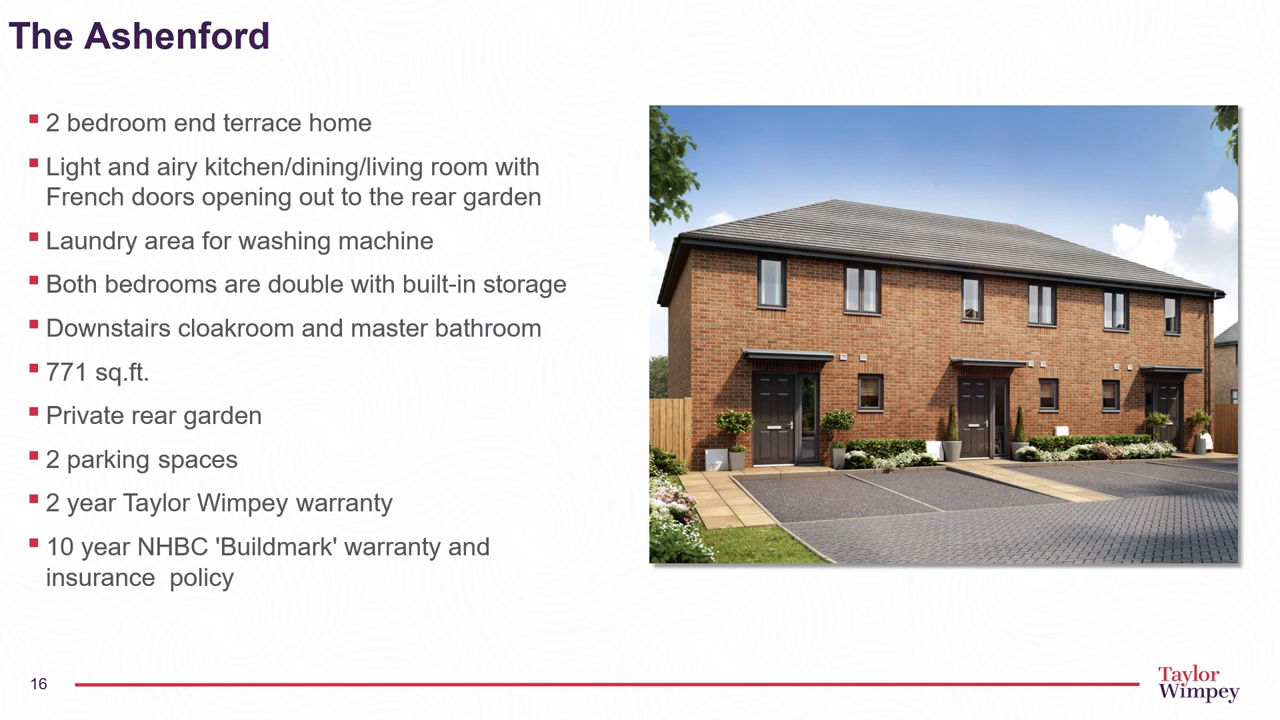 The Ashenford
2 bedroom end terrace home
Light and airy kitchen/dining/living room with
French doors opening out to the rear garden
Laundry area for washing machine
Both bedrooms are double with built-in storage
Downstairs cloakroom and master bathroom
771 sq.ft.
Private rear garden
2 parking spaces
2 year Taylor Wimpey warranty
10 year NHBC 'Buildmark' warranty and
insurance  policy
16
Taylor
Wimpey